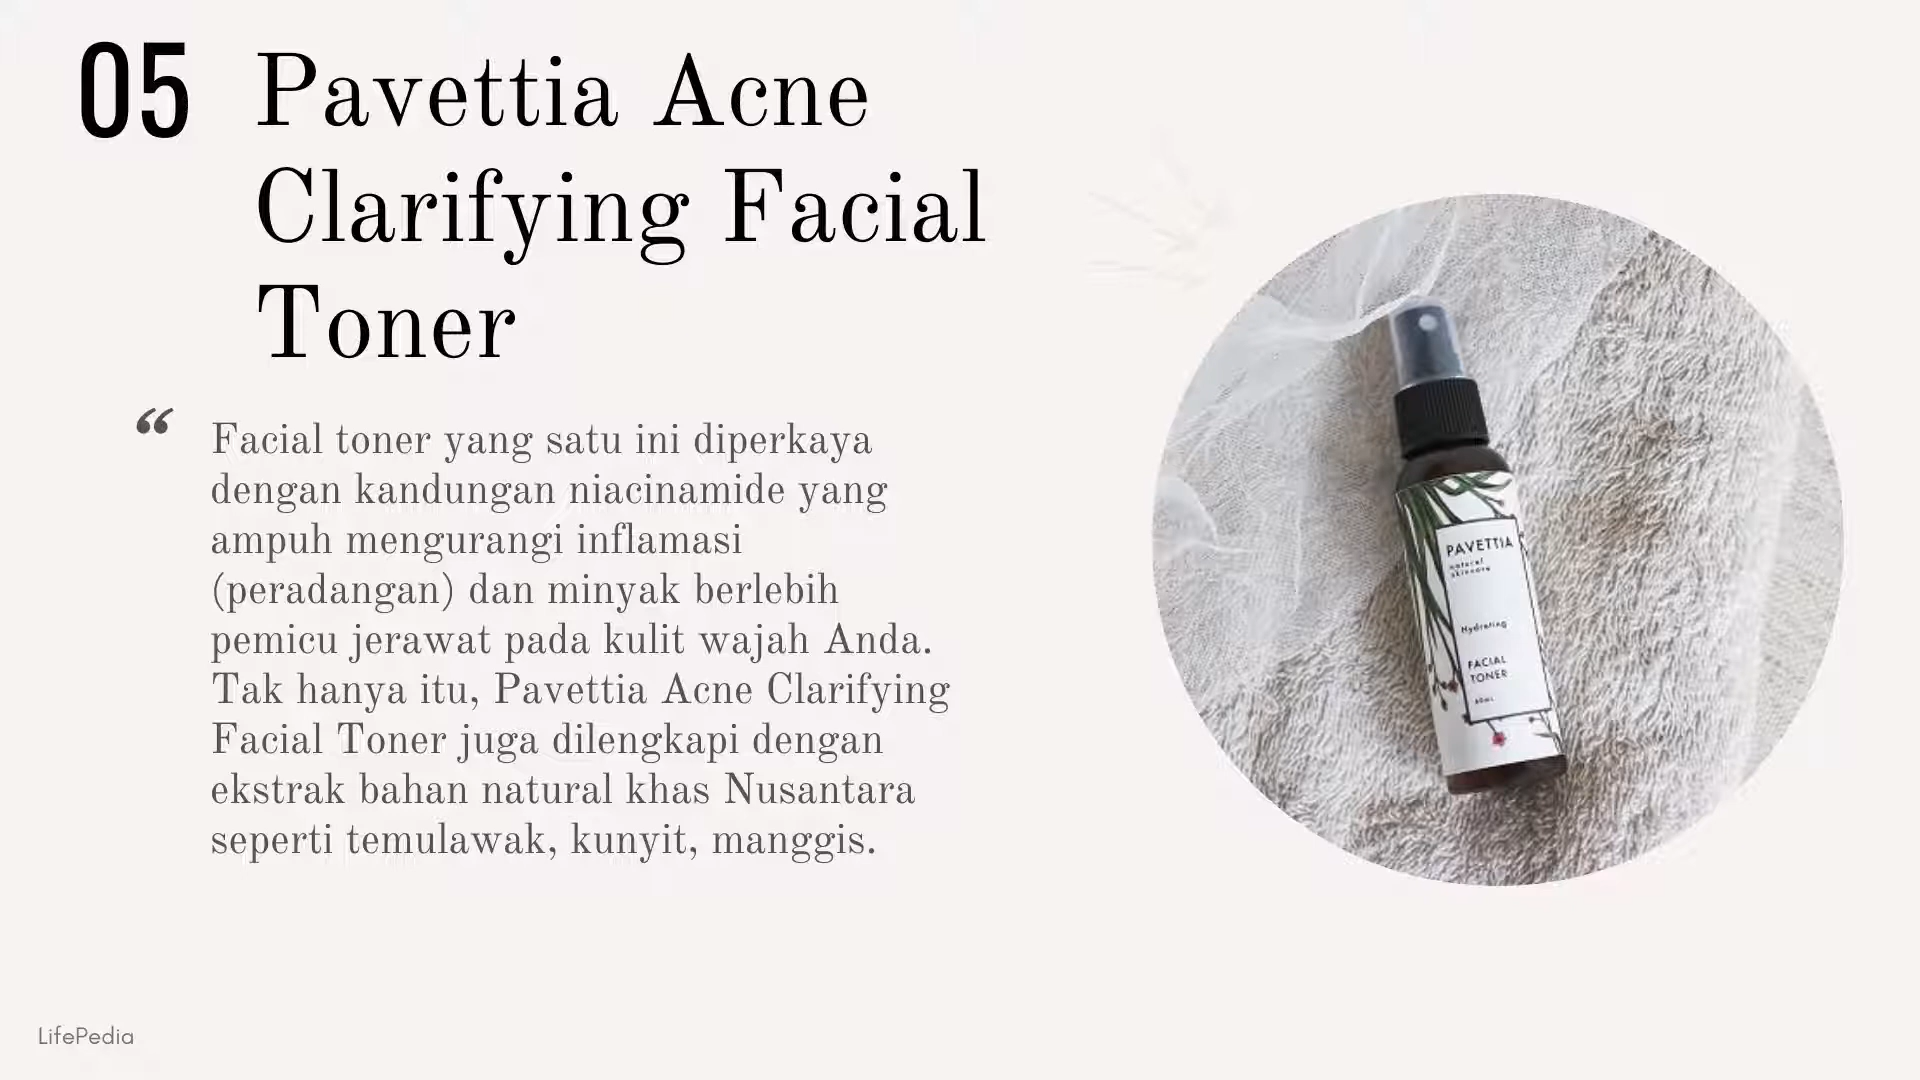 05
Pavettia Acne
Clarifying Facial
Toner
“ Facial toner yang satu ini diperkaya
dengan kandungan niacinamide yang
ampuh mengurangi inflamasi
(peradangan) dan minyak berlebih
pemicu jerawat pada kulit wajah Anda.
Tak hanya itu, Pavettia Acne Clarifying
Facial Toner juga dilengkapi dengan
ekstrak bahan natural khas Nusantara
seperti temulawak, kunyit, manggis.
PAVETTIA
natural
skincare
Hydrating
FACIAL
TONER
LifePedia